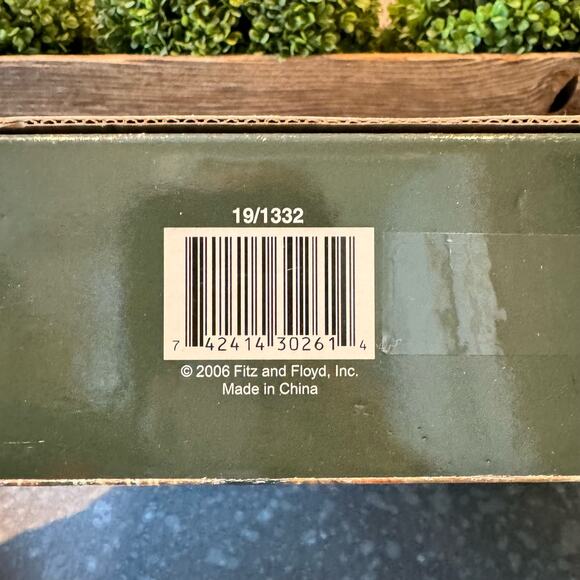 19/1332
7 42414 30261 4
© 2006 Fitz and Floyd, Inc.
Made in China